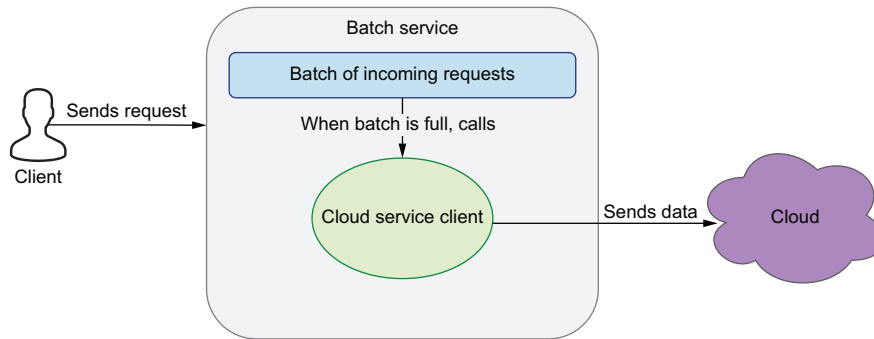 Batch service
Batch of incoming requests
Sends request
When batch is full, calls
Client
Cloud service client
Sends data
Cloud